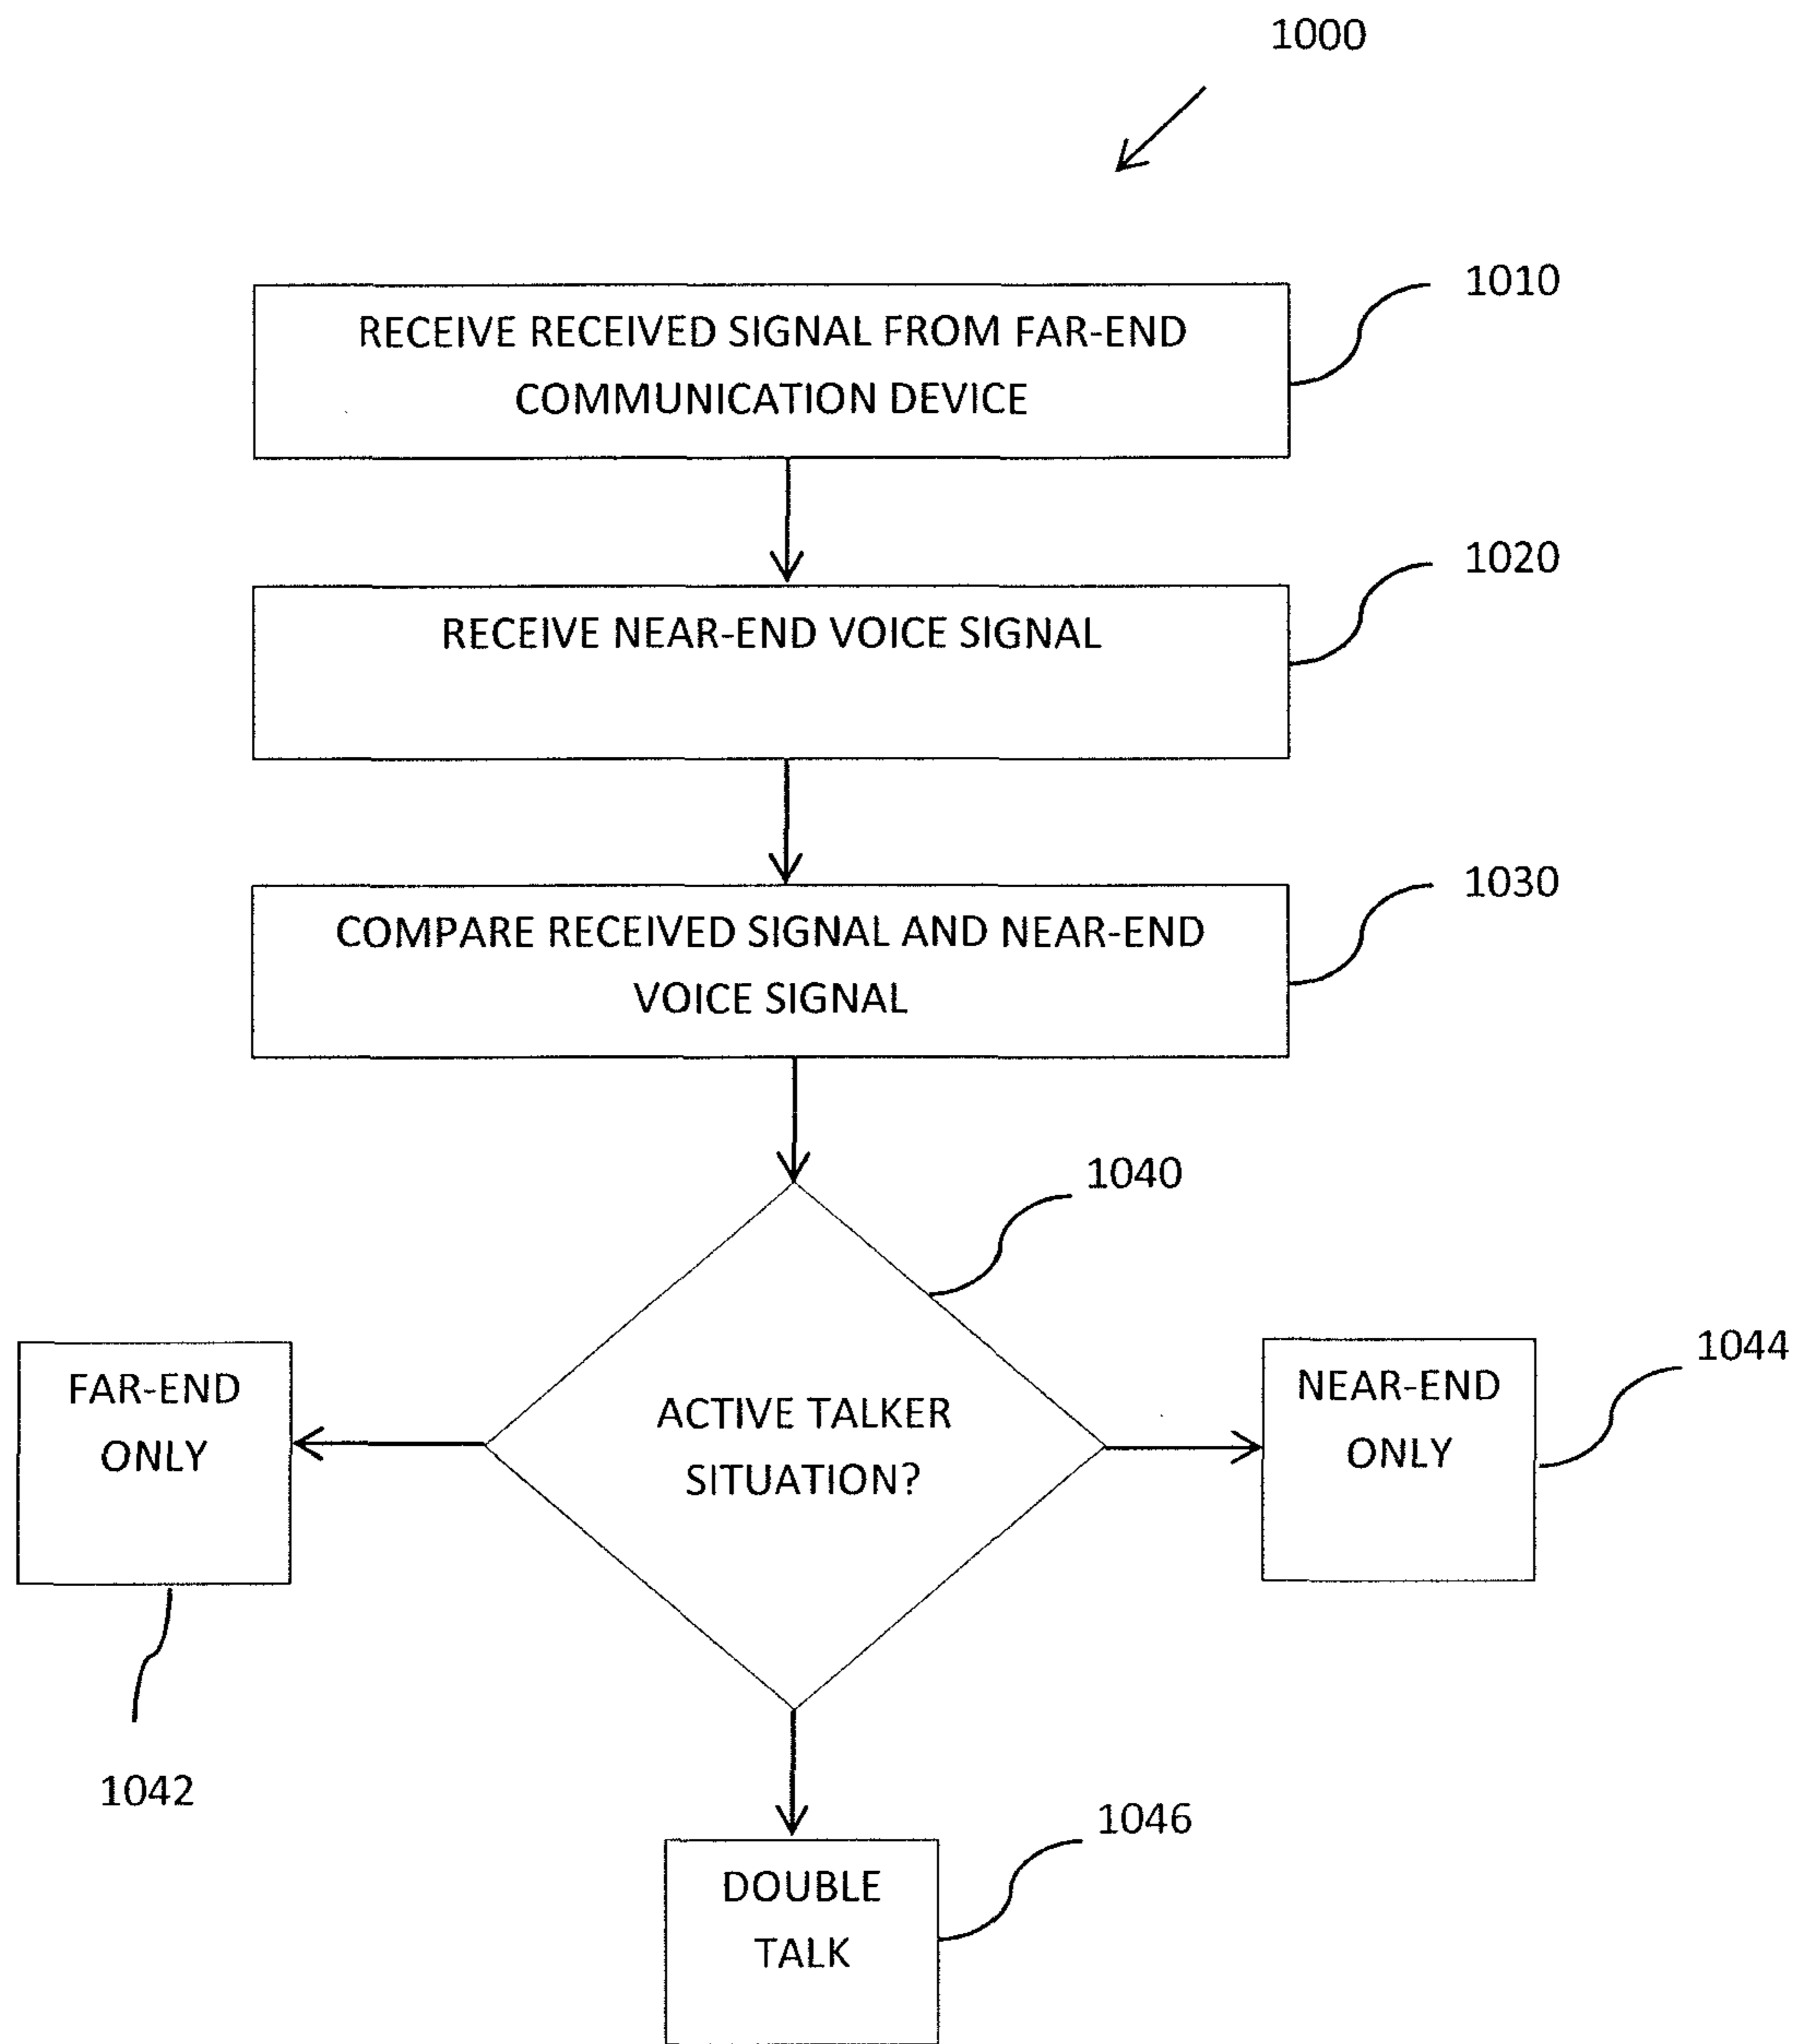 1000
RECEIVE RECEIVED SIGNAL FROM FAR-END
COMMUNICATION DEVICE
1010
RECEIVE NEAR-END VOICE SIGNAL
1020
COMPARE RECEIVED SIGNAL AND NEAR-END
VOICE SIGNAL
1030
ACTIVE TALKER
SITUATION?
1040
FAR-END
ONLY
1042
NEAR-END
ONLY
1044
DOUBLE
TALK
1046